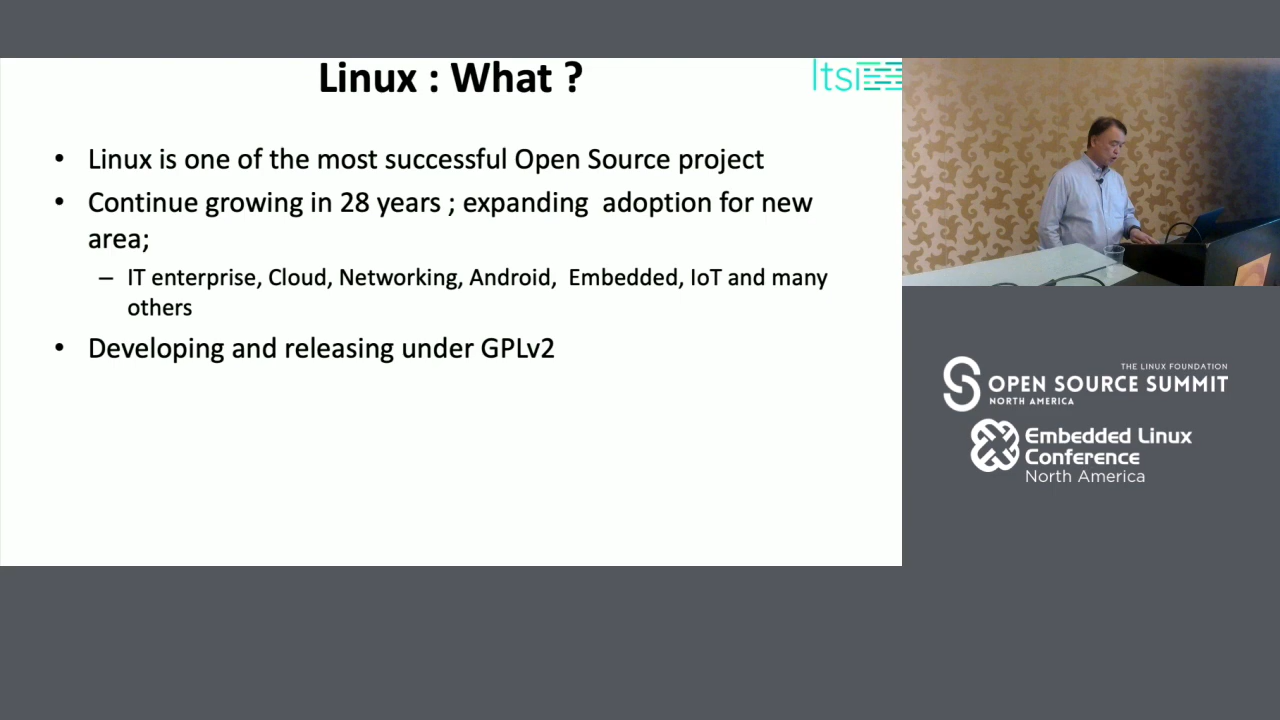 Linux : What ?
ltsi
• Linux is one of the most successful Open Source project
• Continue growing in 28 years ; expanding  adoption for new
area;
– IT enterprise, Cloud, Networking, Android,  Embedded, IoT and many
others
• Developing and releasing under GPLv2
THE LINUX FOUNDATION
OPEN SOURCE SUMMIT
NORTH AMERICA
Embedded Linux
Conference
North America